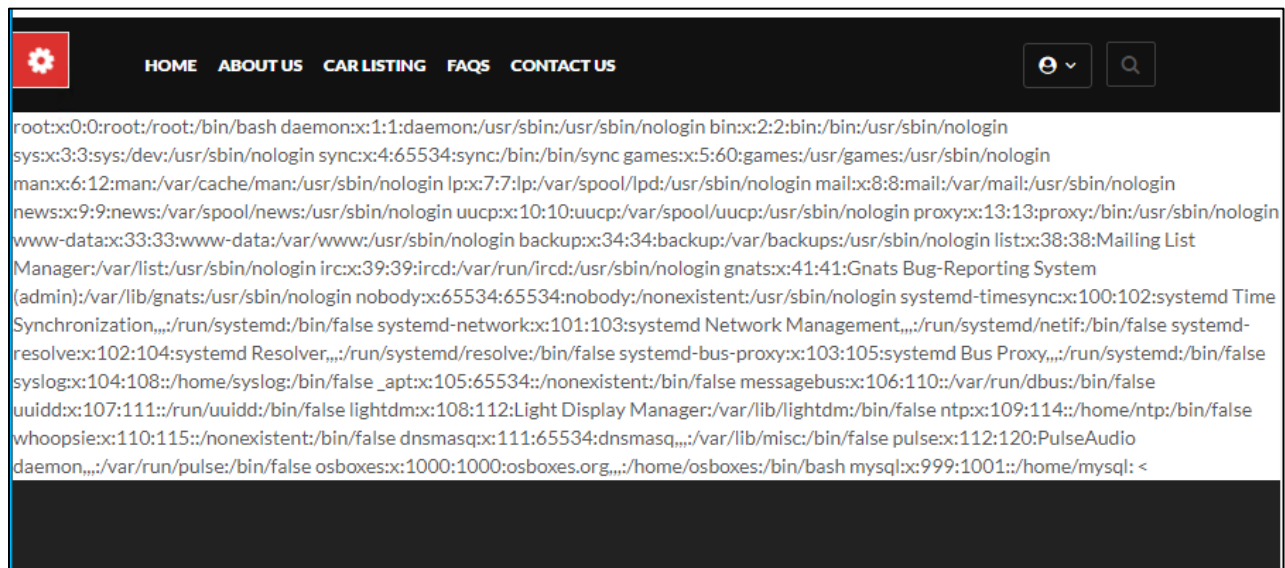 HOME ABOUT US CAR LISTING FAQS CONTACT US
root:x:0:0:root:/root:/bin/bash daemon:x:1:1:daemon:/usr/sbin:/usr/sbin/nologin bin:x:2:2:bin:/bin:/usr/sbin/nologin
sys:x:3:3:sys:/dev:/usr/sbin/nologin sync:x:4:65534:sync:/bin:/bin/sync games:x:5:60:games:/usr/games:/usr/sbin/nologin
man:x:6:12:man:/var/cache/man:/usr/sbin/nologin lp:x:7:7:lp:/var/spool/lpd:/usr/sbin/nologin mail:x:8:8:mail:/var/mail:/usr/sbin/nologin
news:x:9:9:news:/var/spool/news:/usr/sbin/nologin uucp:x:10:10:uucp:/var/spool/uucp:/usr/sbin/nologin proxy:x:13:13:proxy:/bin:/usr/sbin/nologin
www-data:x:33:33:www-data:/var/www:/usr/sbin/nologin backup:x:34:34:backup:/var/backups:/usr/sbin/nologin list:x:38:38:Mailing List
Manager:/var/list:/usr/sbin/nologin irc:x:39:39:ircd:/var/run/ircd:/usr/sbin/nologin gnats:x:41:41:Gnats Bug-Reporting System
(admin):/var/lib/gnats:/usr/sbin/nologin nobody:x:65534:65534:nobody:/nonexistent:/usr/sbin/nologin systemd-timesync:x:100:102:systemd Time
Synchronization,,,:/run/systemd:/bin/false systemd-network:x:101:103:systemd Network Management,,,:/run/systemd/netif:/bin/false systemd-
resolve:x:102:104:systemd Resolver,,,:/run/systemd/resolve:/bin/false systemd-bus-proxy:x:103:105:systemd Bus Proxy,,,:/run/systemd:/bin/false
syslog:x:104:108::/home/syslog:/bin/false _apt:x:105:65534::/nonexistent:/bin/false messagebus:x:106:110::/var/run/dbus:/bin/false
uuidd:x:107:111::/run/uuidd:/bin/false lightdm:x:108:112:Light Display Manager:/var/lib/lightdm:/bin/false ntp:x:109:114::/home/ntp:/bin/false
whoopsie:x:110:115::/nonexistent:/bin/false dnsmasq:x:111:65534:dnsmasq,,,:/var/lib/misc:/bin/false pulse:x:112:120:PulseAudio
daemon,,,:/var/run/pulse:/bin/false osboxes:x:1000:1000:osboxes.org,,,:/home/osboxes:/bin/bash mysql:x:999:1001::/home/mysql: <